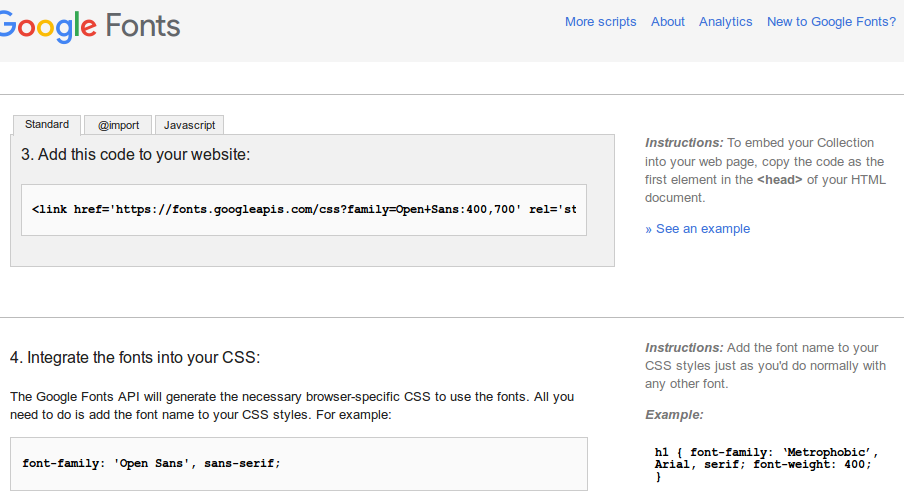 Google Fonts
More scripts About Analytics New to Google Fonts?
Standard @import Javascript
3. Add this code to your website:
<link href='https://fonts.googleapis.com/css?family=Open+Sans:400,700' rel='st
Instructions: To embed your Collection
into your web page, copy the code as the
first element in the <head> of your HTML
document.
» See an example
4. Integrate the fonts into your CSS:
The Google Fonts API will generate the necessary browser-specific CSS to use the fonts. All you
need to do is add the font name to your CSS styles. For example:
font-family: 'Open Sans', sans-serif;
Instructions: Add the font name to your
CSS styles just as you'd do normally with
any other font.
Example:
h1 { font-family: ‘Metrophobic’,
Arial, serif; font-weight: 400;
}